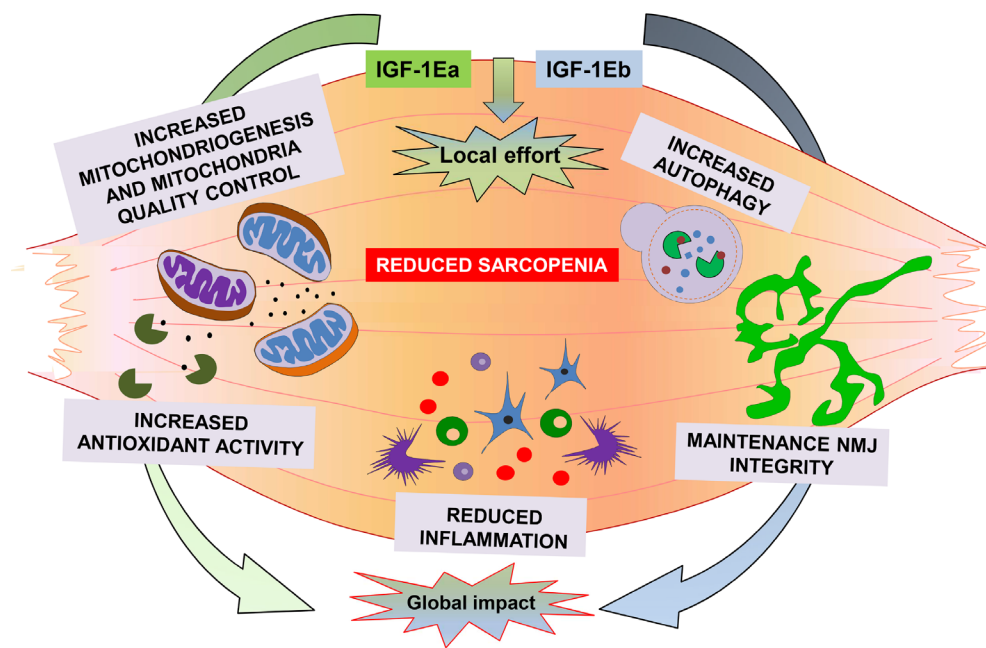 IGF-1Ea
IGF-1Eb
Local effort
INCREASED
MITOCHONDRIOGENESIS
AND MITOCHONDRIA
QUALITY CONTROL
INCREASED
AUTOPHAGY
REDUCED SARCOPENIA
INCREASED
ANTIOXIDANT ACTIVITY
MAINTENANCE NMJ
INTEGRITY
REDUCED
INFLAMMATION
Global impact